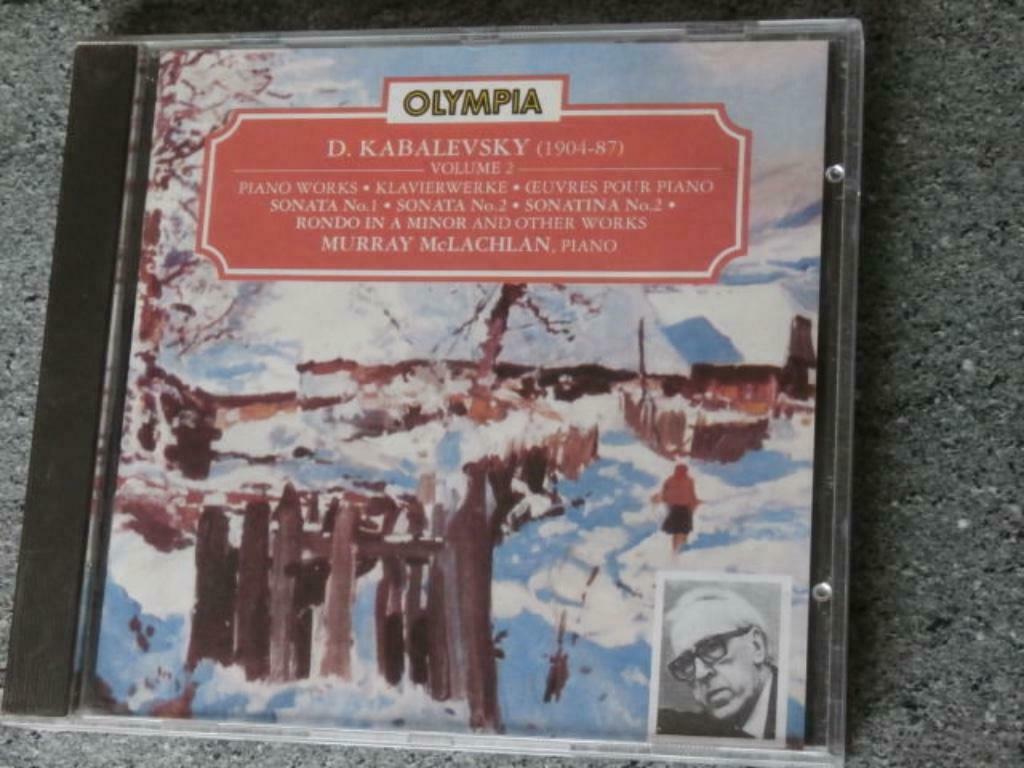 OLYMPIA
D. KABALEVSKY (1904-87)
VOLUME 2
PIANO WORKS • KLAVIERWERKE • ŒUVRES POUR PIANO
SONATA No.1 • SONATA No.2 • SONATINA No.2 •
RONDO IN A MINOR AND OTHER WORKS
MURRAY McLACHLAN, PIANO